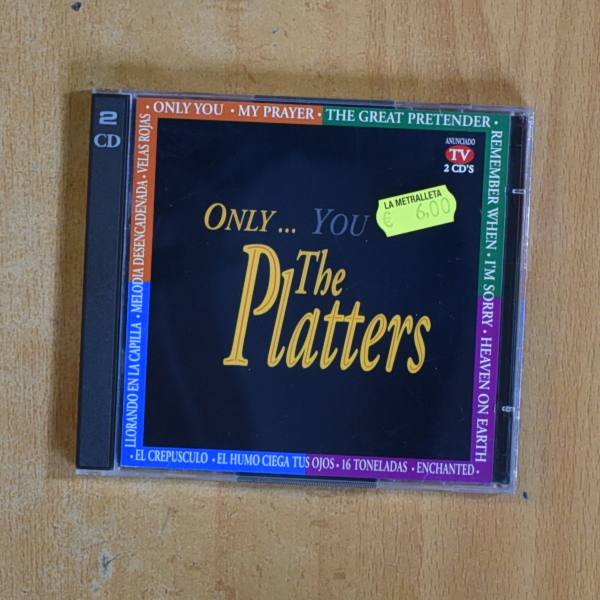 2
CD
· ONLY YOU · MY PRAYER · THE GREAT PRETENDER ·
REMEMBER WHEN · I'M SORRY · HEAVEN ON EARTH
LLORANDO EN LA CAPILLA · MELODIA DESENCADENADA · VELAS ROJAS
· EL CREPUSCULO · EL HUMO CIEGA TUS OJOS · 16 TONELADAS · ENCHANTED ·
ANUNCIADO
TV
2 CD'S
ONLY... YOU
LA METRALLETA
€ 6,00
The
Platters